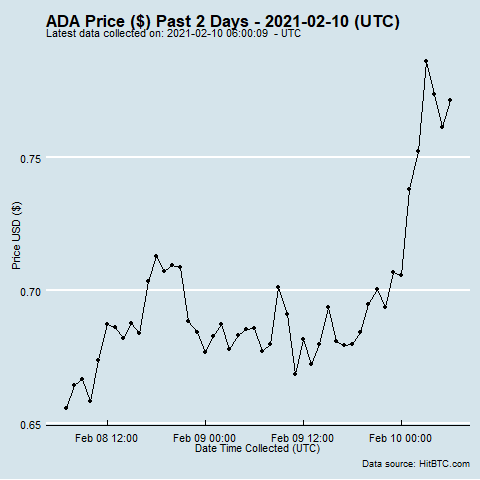 ADA Price ($) Past 2 Days - 2021-02-10 (UTC)
Latest data collected on: 2021-02-10 06:00:09  - UTC
Price USD ($)
0.75
0.70
0.65
Feb 08 12:00
Feb 09 00:00
Feb 09 12:00
Feb 10 00:00
Date Time Collected (UTC)
Data source: HitBTC.com